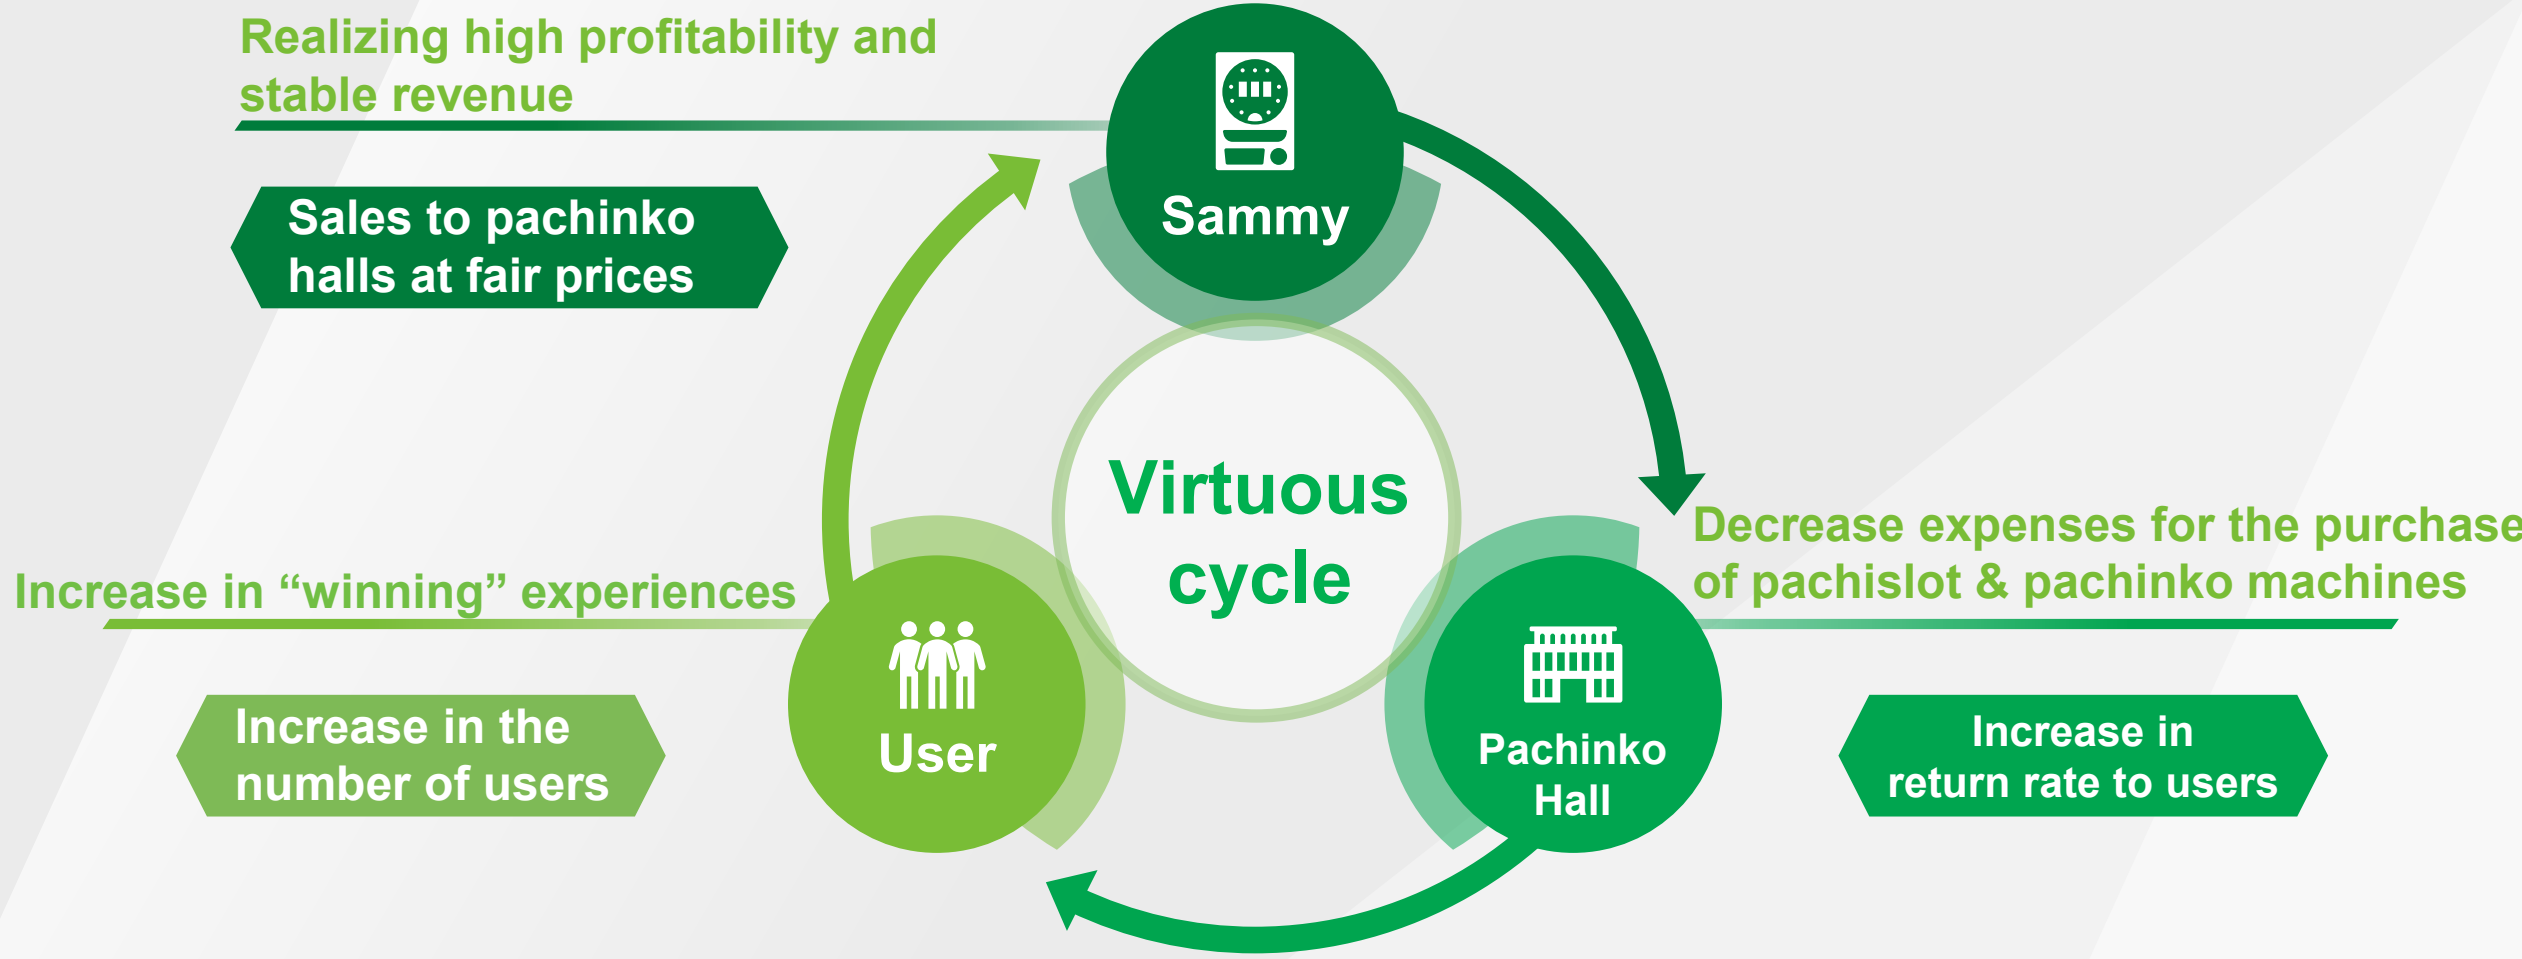 Realizing high profitability and
stable revenue
Sales to pachinko
halls at fair prices
Sammy
Virtuous
cycle
Decrease expenses for the purchase
of pachislot & pachinko machines
Increase in “winning” experiences
Increase in the
number of users
User
Pachinko
Hall
Increase in
return rate to users